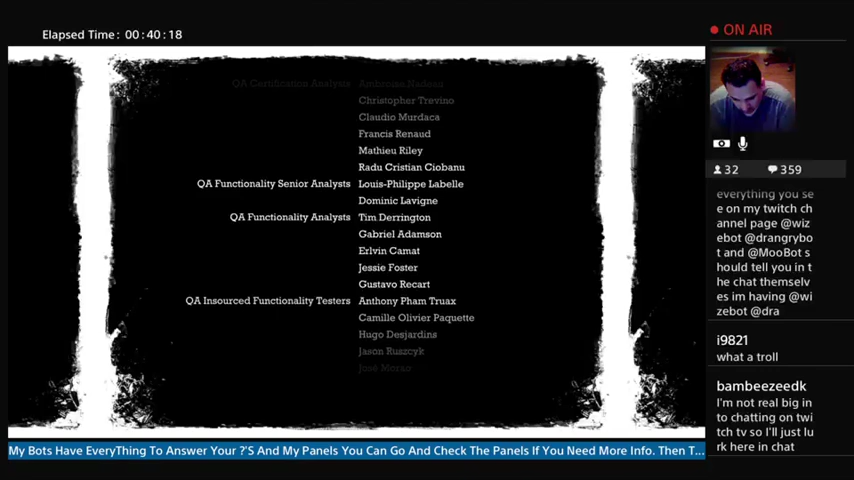 Elapsed Time: 00:40:18
ON AIR
QA Certification Analysts Ambroise Nadeau
Christopher Trevino
Claudio Murdaca
Francis Renaud
Mathieu Riley
Radu Cristian Ciobanu
QA Functionality Senior Analysts Louis-Philippe Labelle
Dominic Lavigne
QA Functionality Analysts Tim Derrington
Gabriel Adamson
Erlvin Camat
Jessie Foster
Gustavo Recart
QA Insourced Functionality Testers Anthony Pham Truax
Camille Olivier Paquette
Hugo Desjardins
Jason Ruszcyk
José Morao
32 359
everything you se
e on my twitch ch
annel page @wiz
ebot @drangrybo
t and @MooBot s
hould tell you in t
he chat themselv
es im having @wi
zebot @dra
i9821
what a troll
bambeezeedk
I'm not real big in
to chatting on twi
tch tv so I'll just lu
rk here in chat
My Bots Have EveryThing To Answer Your ?'S And My Panels You Can Go And Check The Panels If You Need More Info. Then T...